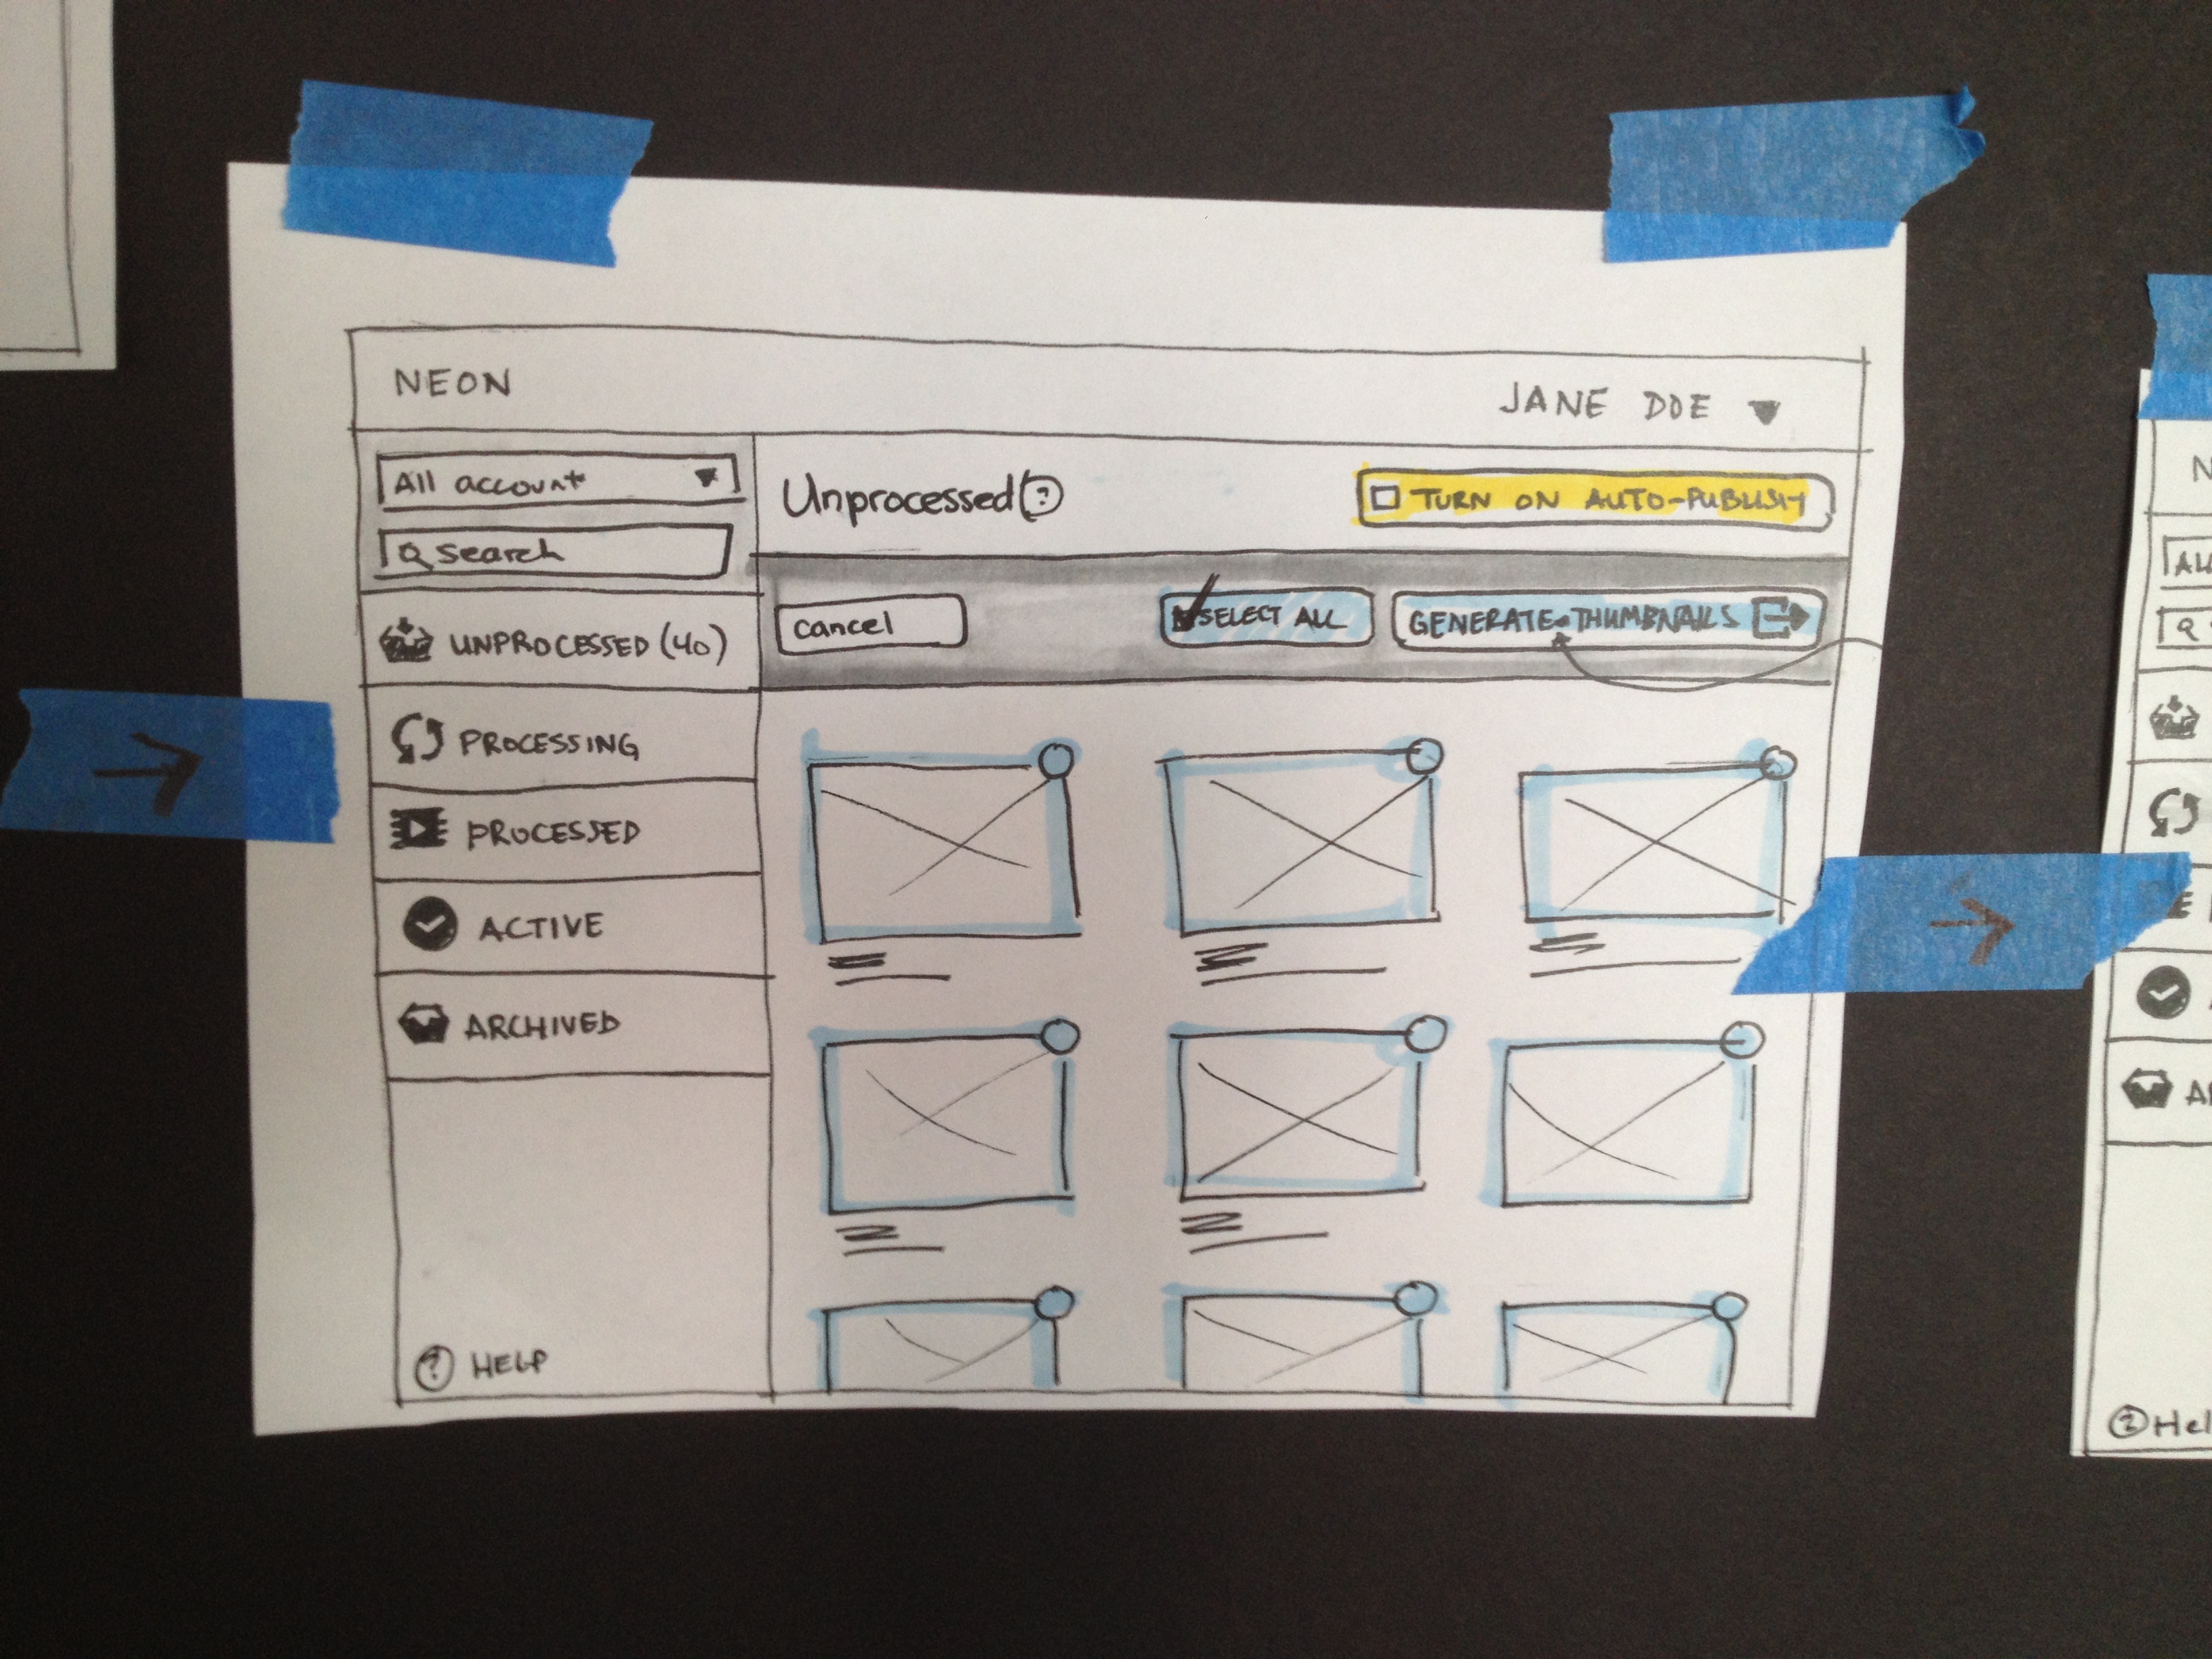 NEON
JANE DOE
All account
Unprocessed ?
TURN ON AUTO-PUBLISH
search
cancel
SELECT ALL
GENERATE THUMBNAILS
UNPROCESSED (40)
PROCESSING
PROCESSED
ACTIVE
ARCHIVED
? HELP
? Hel